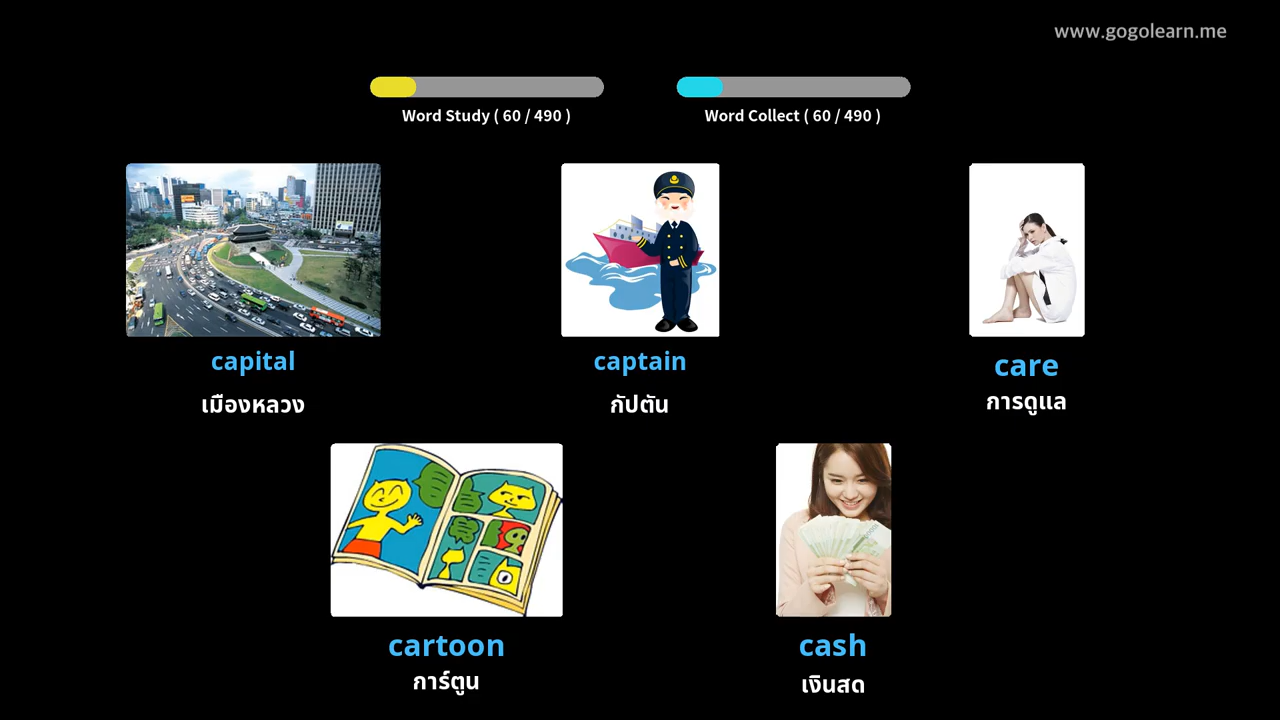 www.gogolearn.me
Word Study ( 60 / 490 )
Word Collect ( 60 / 490 )
capital
เมืองหลวง
captain
กัปตัน
care
การดูแล
cartoon
การ์ตูน
cash
เงินสด